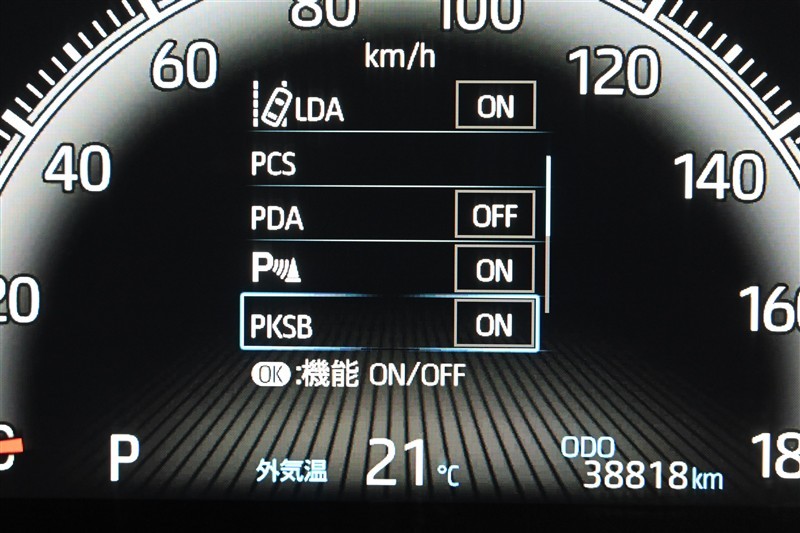 80 100
60 km/h 120
LDA ON
40 PCS 140
PDA OFF
20 P ON 160
PKSB ON
OK:機能 ON/OFF
C P 外気温 21℃ ODO 38818km 18